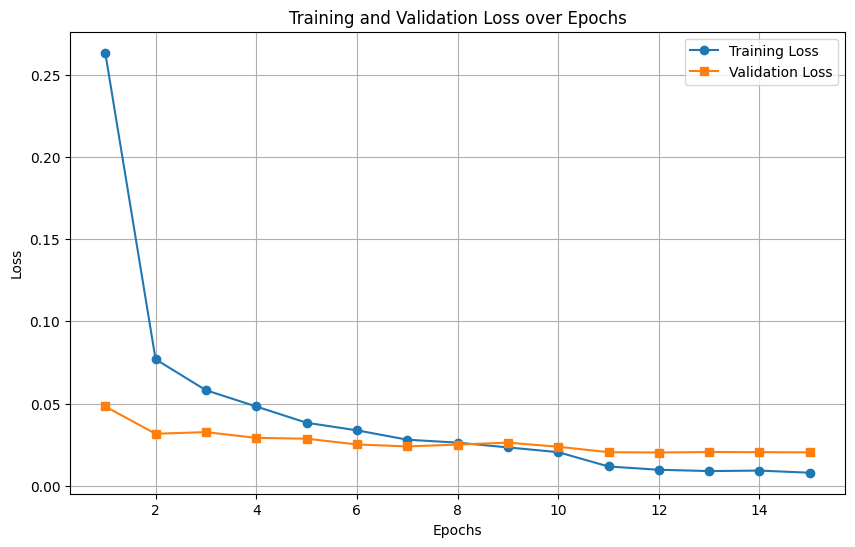 Training and Validation Loss over Epochs
Training Loss
Validation Loss
0.25
0.20
0.15
0.10
0.05
0.00
Loss
2 4 6 8 10 12 14
Epochs